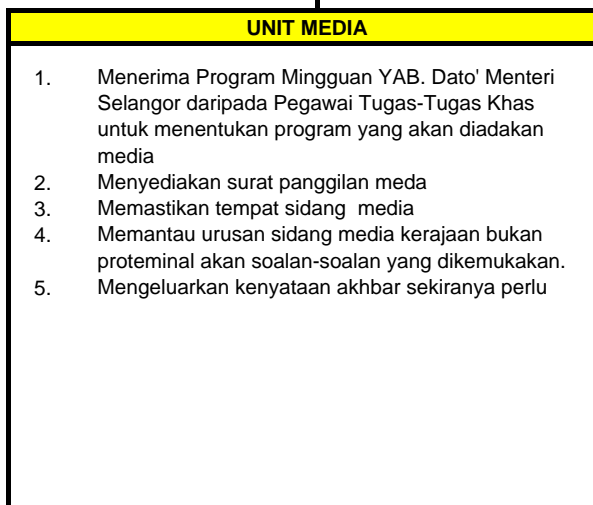 UNIT MEDIA
1. Menerima Program Mingguan YAB. Dato' Menteri
Selangor daripada Pegawai Tugas-Tugas Khas
untuk menentukan program yang akan diadakan
media
2. Menyediakan surat panggilan meda
3. Memastikan tempat sidang media
4. Memantau urusan sidang media kerajaan bukan
proteminal akan soalan-soalan yang dikemukakan.
5. Mengeluarkan kenyataan akhbar sekiranya perlu